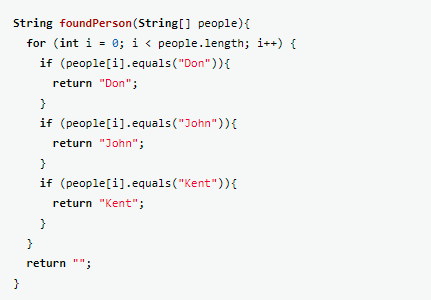 String foundPerson(String[] people){
  for (int i = 0; i < people.length; i++) {
    if (people[i].equals("Don")){
      return "Don";
    }
    if (people[i].equals("John")){
      return "John";
    }
    if (people[i].equals("Kent")){
      return "Kent";
    }
  }
  return "";
}